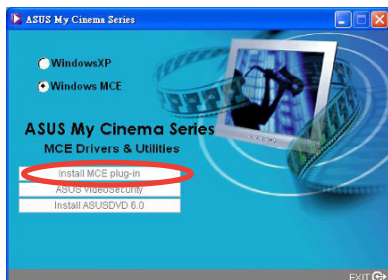 ASUS My Cinema Series
WindowsXP
Windows MCE
ASUS My Cinema Series
MCE Drivers & Utilities
Install MCE plug-in
ASUS VideoSecurity
Install ASUSDVD 6.0
EXIT